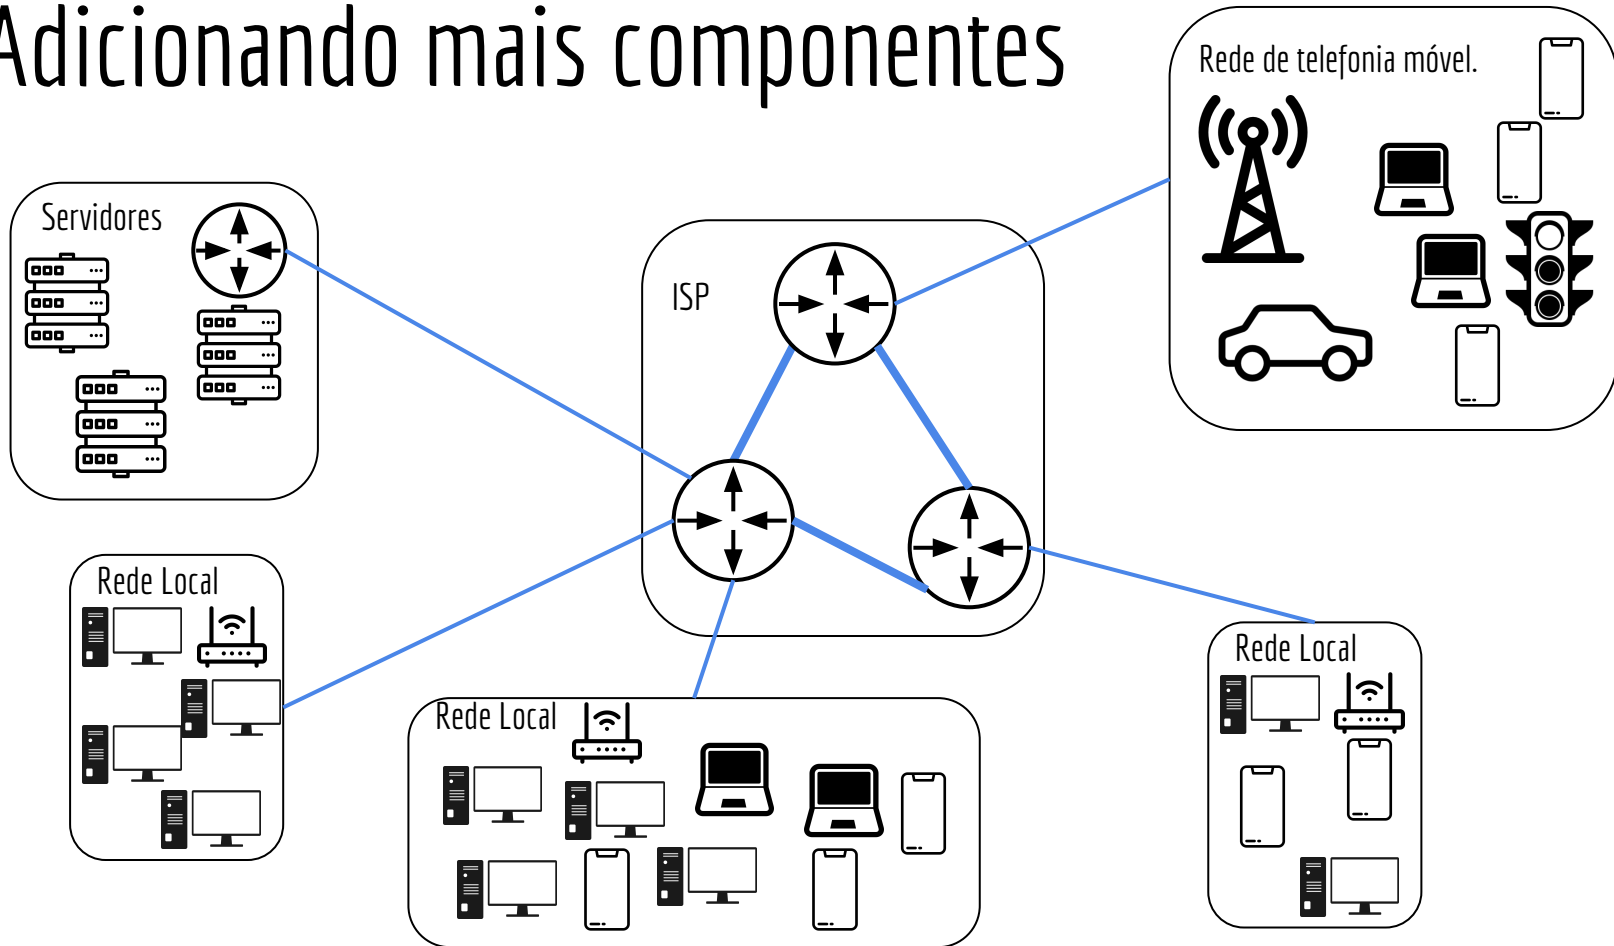 Adicionando mais componentes
Rede de telefonia móvel.
Servidores
ISP
Rede Local
Rede Local
Rede Local